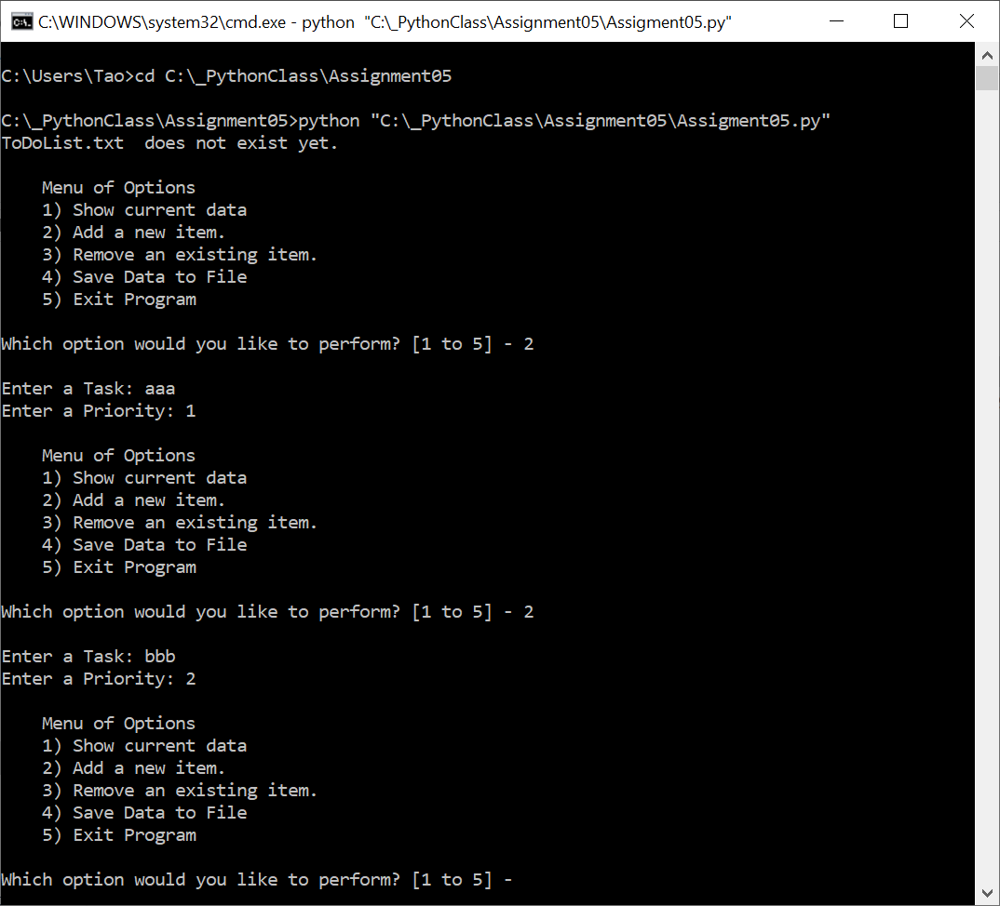 C:\WINDOWS\system32\cmd.exe - python  "C:\_PythonClass\Assignment05\Assigment05.py"
C:\Users\Tao>cd C:\_PythonClass\Assignment05
C:\_PythonClass\Assignment05>python "C:\_PythonClass\Assignment05\Assigment05.py"
ToDoList.txt  does not exist yet.
    Menu of Options
    1) Show current data
    2) Add a new item.
    3) Remove an existing item.
    4) Save Data to File
    5) Exit Program
Which option would you like to perform? [1 to 5] - 2
Enter a Task: aaa
Enter a Priority: 1
    Menu of Options
    1) Show current data
    2) Add a new item.
    3) Remove an existing item.
    4) Save Data to File
    5) Exit Program
Which option would you like to perform? [1 to 5] - 2
Enter a Task: bbb
Enter a Priority: 2
    Menu of Options
    1) Show current data
    2) Add a new item.
    3) Remove an existing item.
    4) Save Data to File
    5) Exit Program
Which option would you like to perform? [1 to 5] -